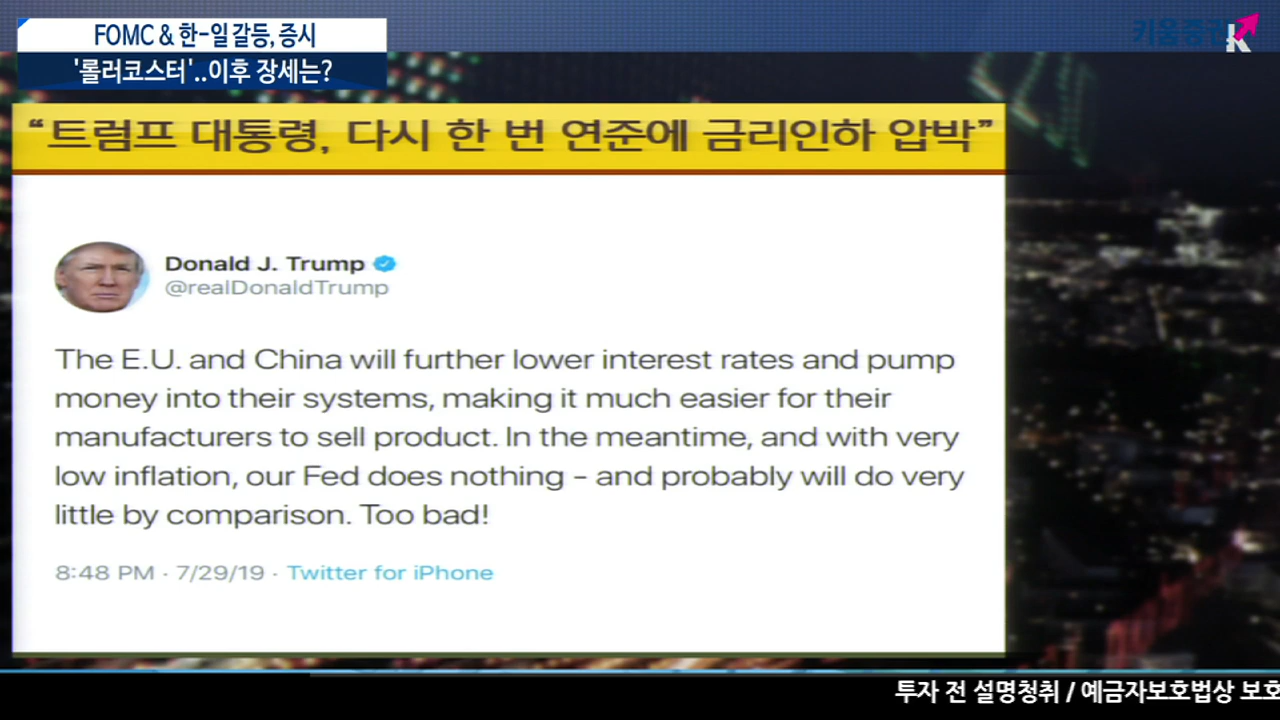 FOMC & 한-일 갈등, 증시
'롤러코스터'..이후 장세는?
키움증권
“트럼프 대통령, 다시 한 번 연준에 금리인하 압박”
Donald J. Trump
@realDonaldTrump
The E.U. and China will further lower interest rates and pump
money into their systems, making it much easier for their
manufacturers to sell product. In the meantime, and with very
low inflation, our Fed does nothing - and probably will do very
little by comparison. Too bad!
8:48 PM · 7/29/19 · Twitter for iPhone
투자 전 설명청취 / 예금자보호법상 보호